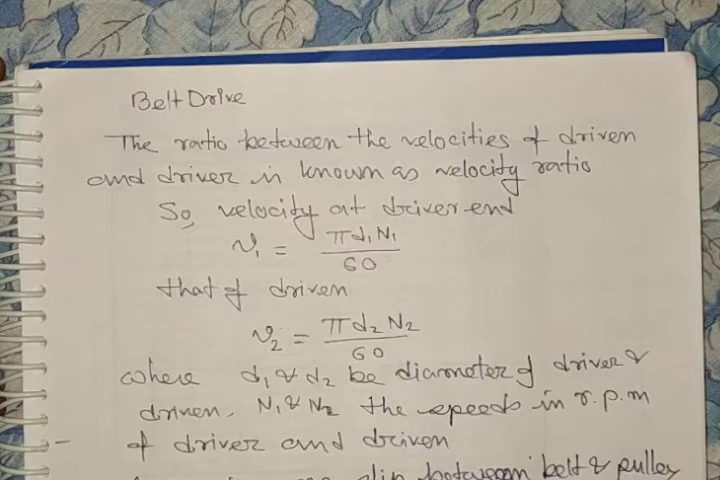 Belt Drive
The ratio between the velocities of driven
and driver is known as velocity ratio
So, velocity at driver end
v₁ = πd₁N₁/60
that of driven
v₂ = πd₂N₂/60
where d₁ & d₂ be diameter of driver &
driven, N₁ & N₂ the speeds in r.p.m
of driver and driven
slip between belt & pulley